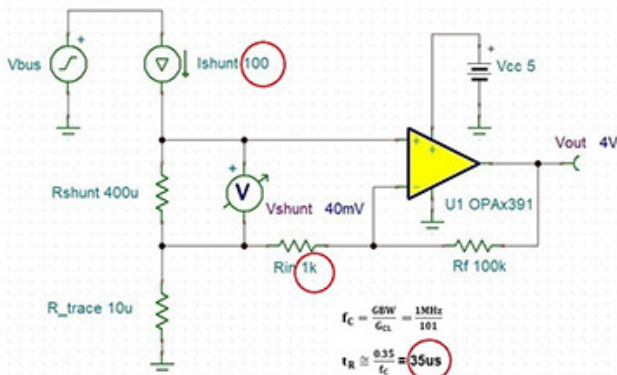 Vbus
+
Ishunt 100
+
Vcc 5
Rshunt 400u
+
V
Vshunt 40mV
+
+
-
Vout 4V
U1 OPAx391
Rin 1k
Rf 100k
R_trace 10u
fC = GBW/GCL = 1MHz/101
tR ≅ 0.35/fC = 35us